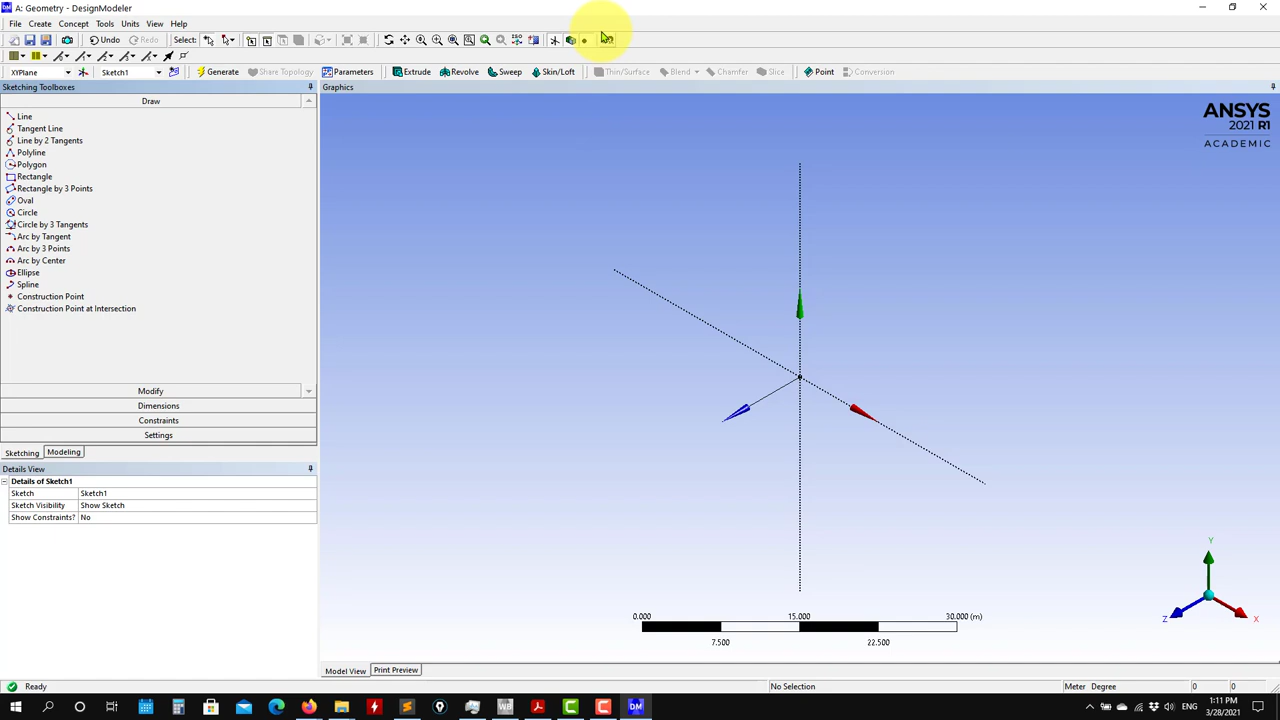 A: Geometry - DesignModeler
File Create Concept Tools Units View Help
Undo Redo Select:
XYPlane Sketch1 Generate Share Topology Parameters Extrude Revolve Sweep Skin/Loft Thin/Surface Blend Chamfer Slice Point Conversion
Sketching Toolboxes
Draw
Line
Tangent Line
Line by 2 Tangents
Polyline
Polygon
Rectangle
Rectangle by 3 Points
Oval
Circle
Circle by 3 Tangents
Arc by Tangent
Arc by 3 Points
Arc by Center
Ellipse
Spline
Construction Point
Construction Point at Intersection
Modify
Dimensions
Constraints
Settings
Sketching Modeling
Details View
Details of Sketch1
Sketch Sketch1
Sketch Visibility Show Sketch
Show Constraints? No
Graphics
ANSYS
2021 R1
ACADEMIC
Y
Z X
0.000 15.000 30.000 (m)
7.500 22.500
Model View Print Preview
Ready No Selection Meter Degree 0 0
WB DM ENG 1:11 PM
3/28/2021